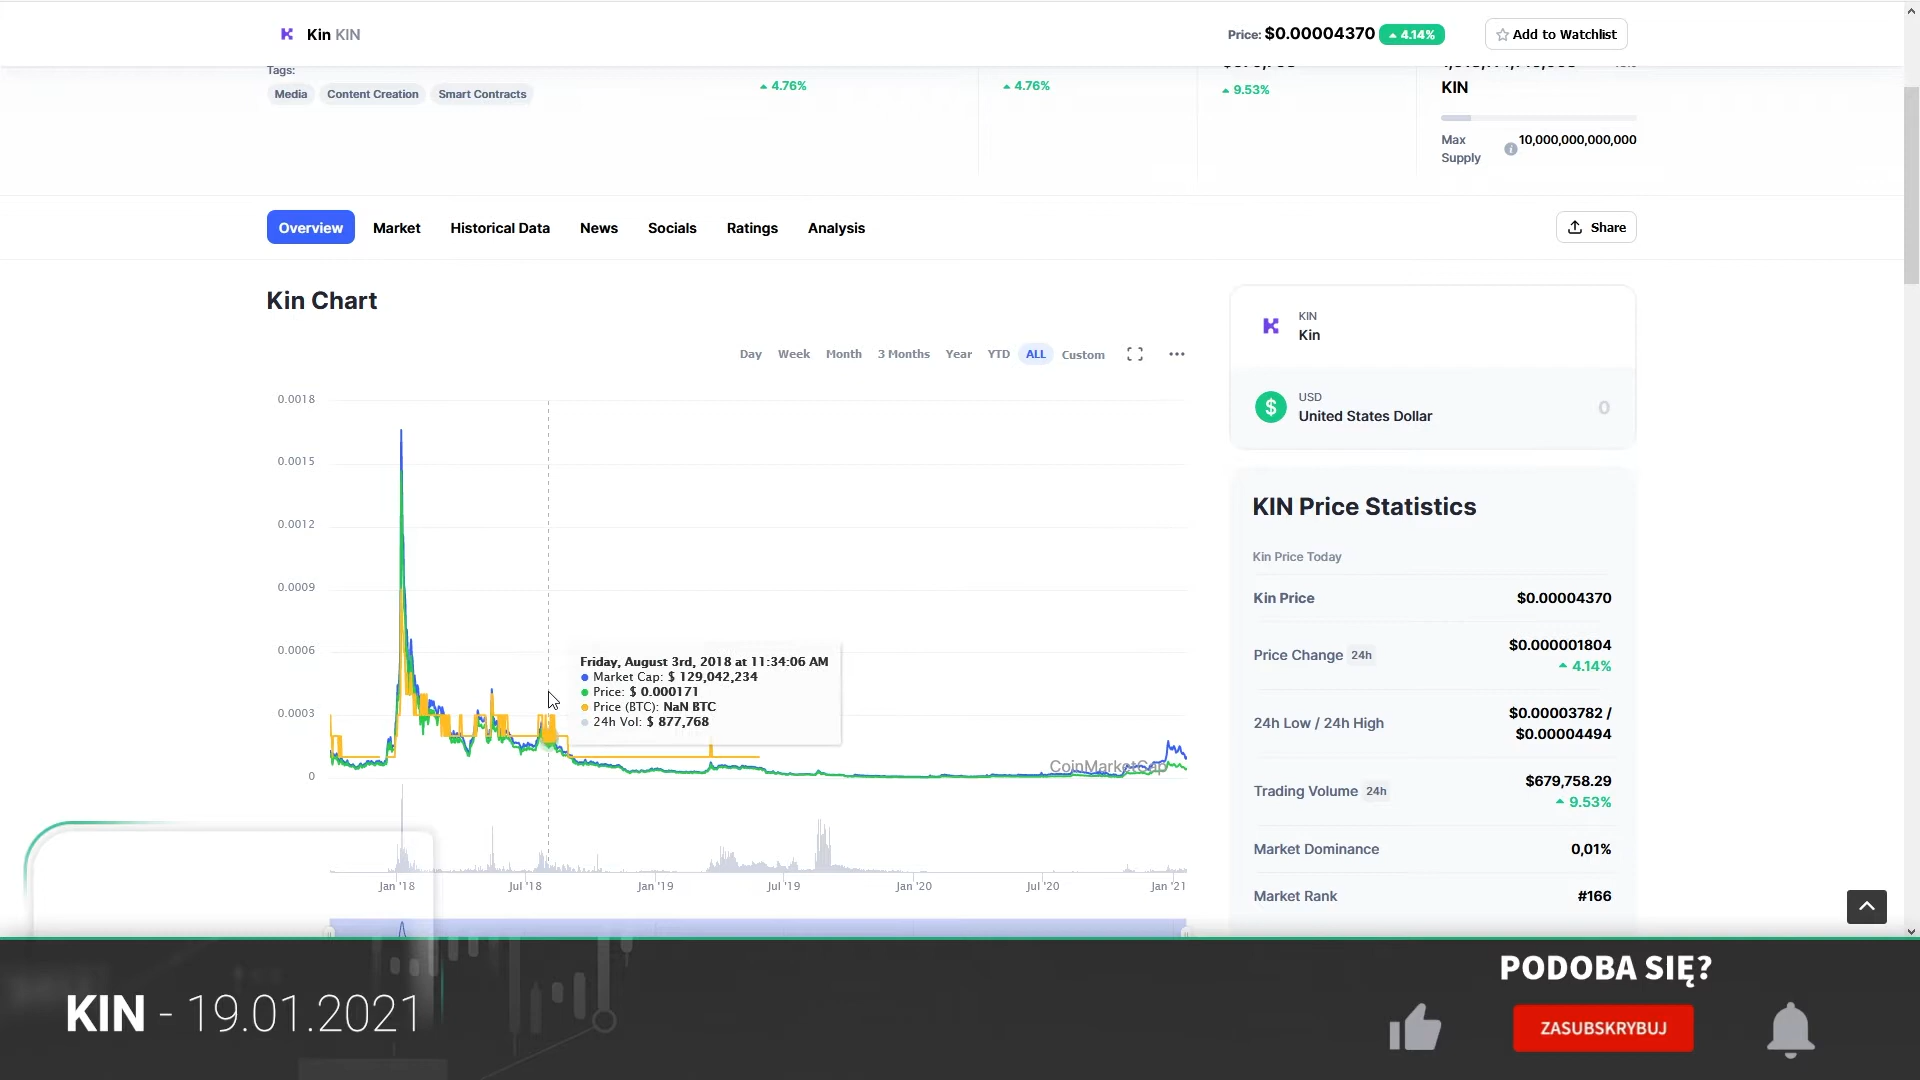 Kin KIN
Price: $0.00004370 4.14%
Add to Watchlist
Tags:
Media Content Creation Smart Contracts
4.76%
4.76%
9.53%
KIN
Max Supply 10,000,000,000,000
Overview Market Historical Data News Socials Ratings Analysis
Share
Kin Chart
Day Week Month 3 Months Year YTD ALL Custom
0.0018
0.0015
0.0012
0.0009
0.0006
0.0003
0
Friday, August 3rd, 2018 at 11:34:06 AM
Market Cap: $ 129,042,234
Price: $ 0.000171
Price (BTC): NaN BTC
24h Vol: $ 877,768
CoinMarketCap
Jan '18 Jul '18 Jan '19 Jul '19 Jan '20 Jul '20 Jan '21
KIN
Kin
USD
United States Dollar 0
KIN Price Statistics
Kin Price Today
Kin Price $0.00004370
Price Change 24h $0.000001804
4.14%
24h Low / 24h High $0.00003782 /
$0.00004494
Trading Volume 24h $679,758.29
9.53%
Market Dominance 0,01%
Market Rank #166
KIN - 19.01.2021
PODOBA SIĘ?
ZASUBSKRYBUJ